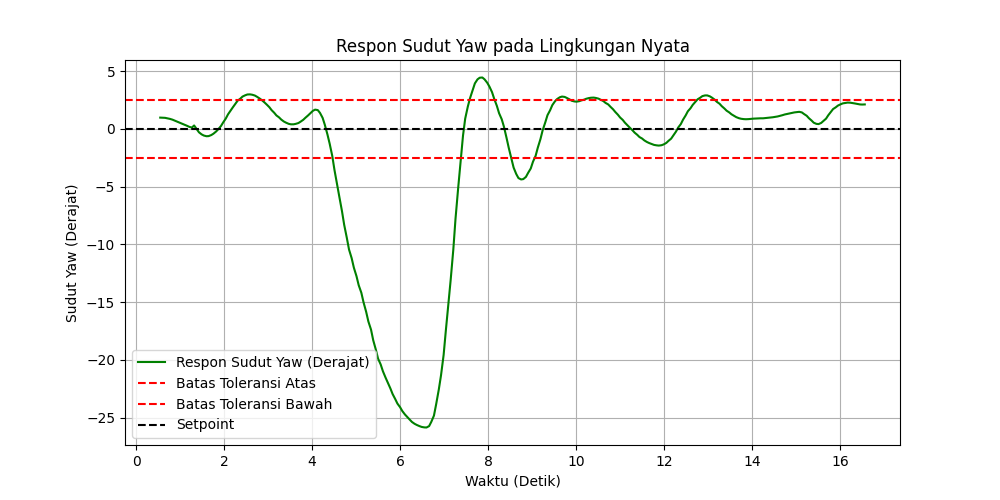 Respon Sudut Yaw pada Lingkungan Nyata
Sudut Yaw (Derajat)
5
0
−5
−10
−15
−20
−25
Respon Sudut Yaw (Derajat)
Batas Toleransi Atas
Batas Toleransi Bawah
Setpoint
0 2 4 6 8 10 12 14 16
Waktu (Detik)